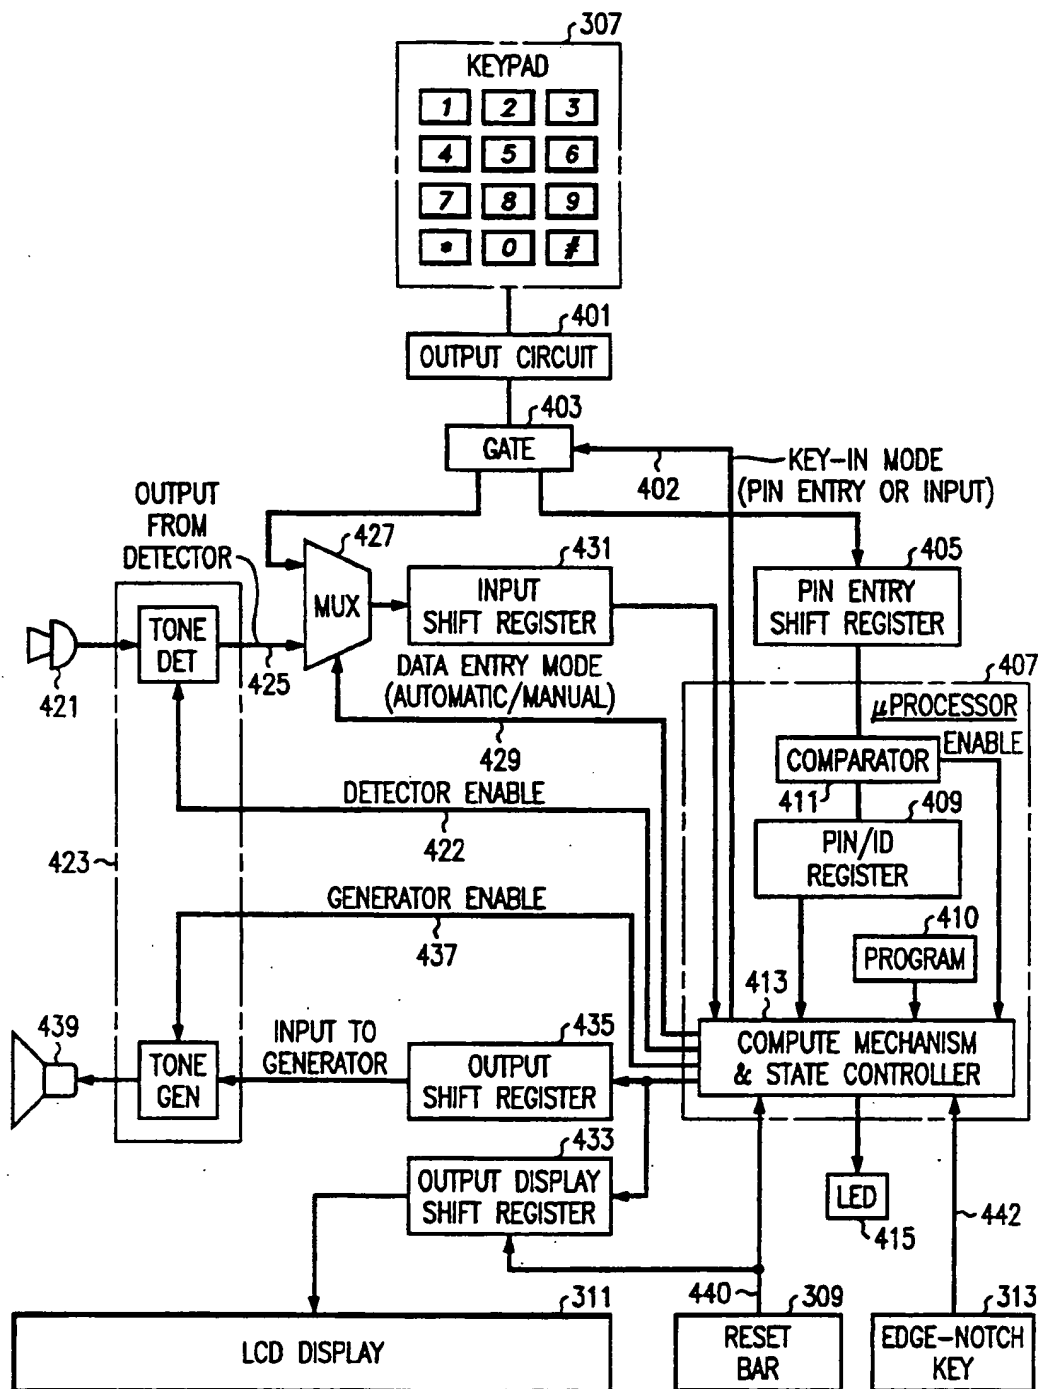 307
KEYPAD
1 2 3
4 5 6
7 8 9
* 0 #
401
OUTPUT CIRCUIT
403
GATE
402
KEY-IN MODE
(PIN ENTRY OR INPUT)
OUTPUT
FROM
DETECTOR
427
MUX
431
INPUT
SHIFT REGISTER
405
PIN ENTRY
SHIFT REGISTER
TONE
DET
421
425
DATA ENTRY MODE
(AUTOMATIC/MANUAL)
429
407
μPROCESSOR
ENABLE
COMPARATOR
411
409
PIN/ID
REGISTER
DETECTOR ENABLE
422
423
GENERATOR ENABLE
437
410
PROGRAM
413
COMPUTE MECHANISM
& STATE CONTROLLER
439
TONE
GEN
INPUT TO
GENERATOR
435
OUTPUT
SHIFT REGISTER
433
OUTPUT DISPLAY
SHIFT REGISTER
LED
415
442
440
311
LCD DISPLAY
309
RESET
BAR
313
EDGE-NOTCH
KEY